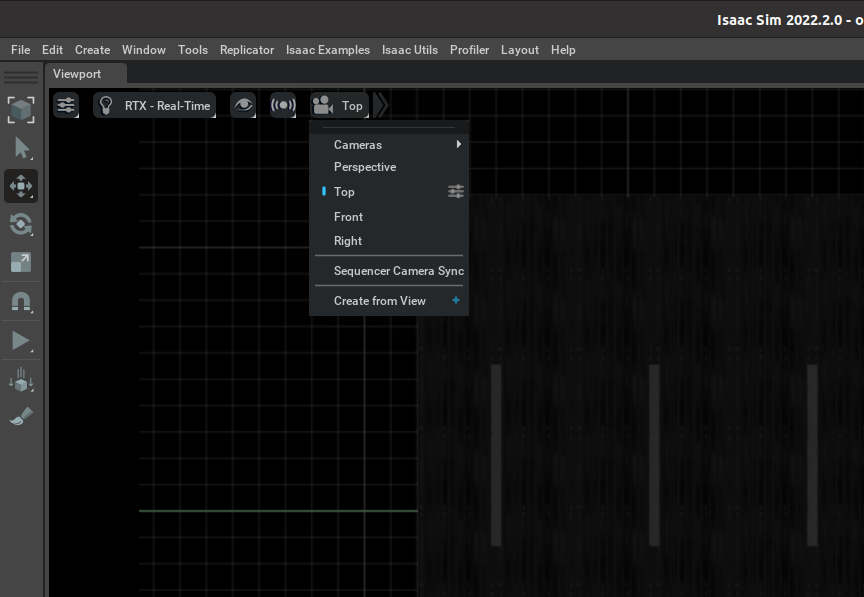 Isaac Sim 2022.2.0 - o
File Edit Create Window Tools Replicator Isaac Examples Isaac Utils Profiler Layout Help
Viewport
RTX - Real-Time Top
Cameras
Perspective
Top
Front
Right
Sequencer Camera Sync
Create from View +